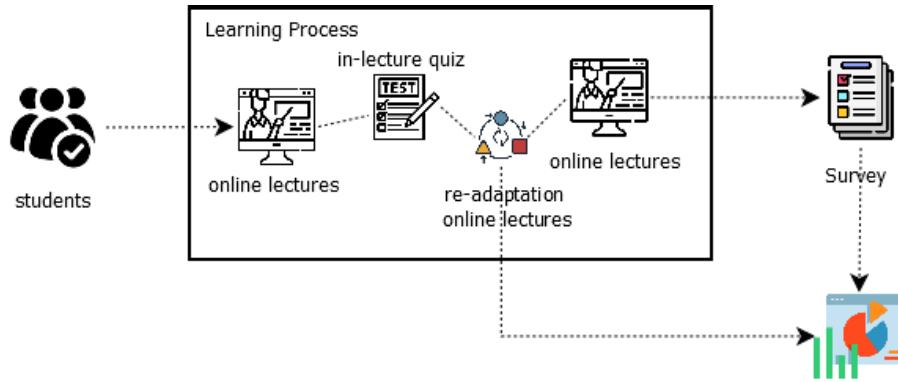 Learning Process
in-lecture quiz
TEST
online lectures
online lectures
students
re-adaptation
online lectures
Survey